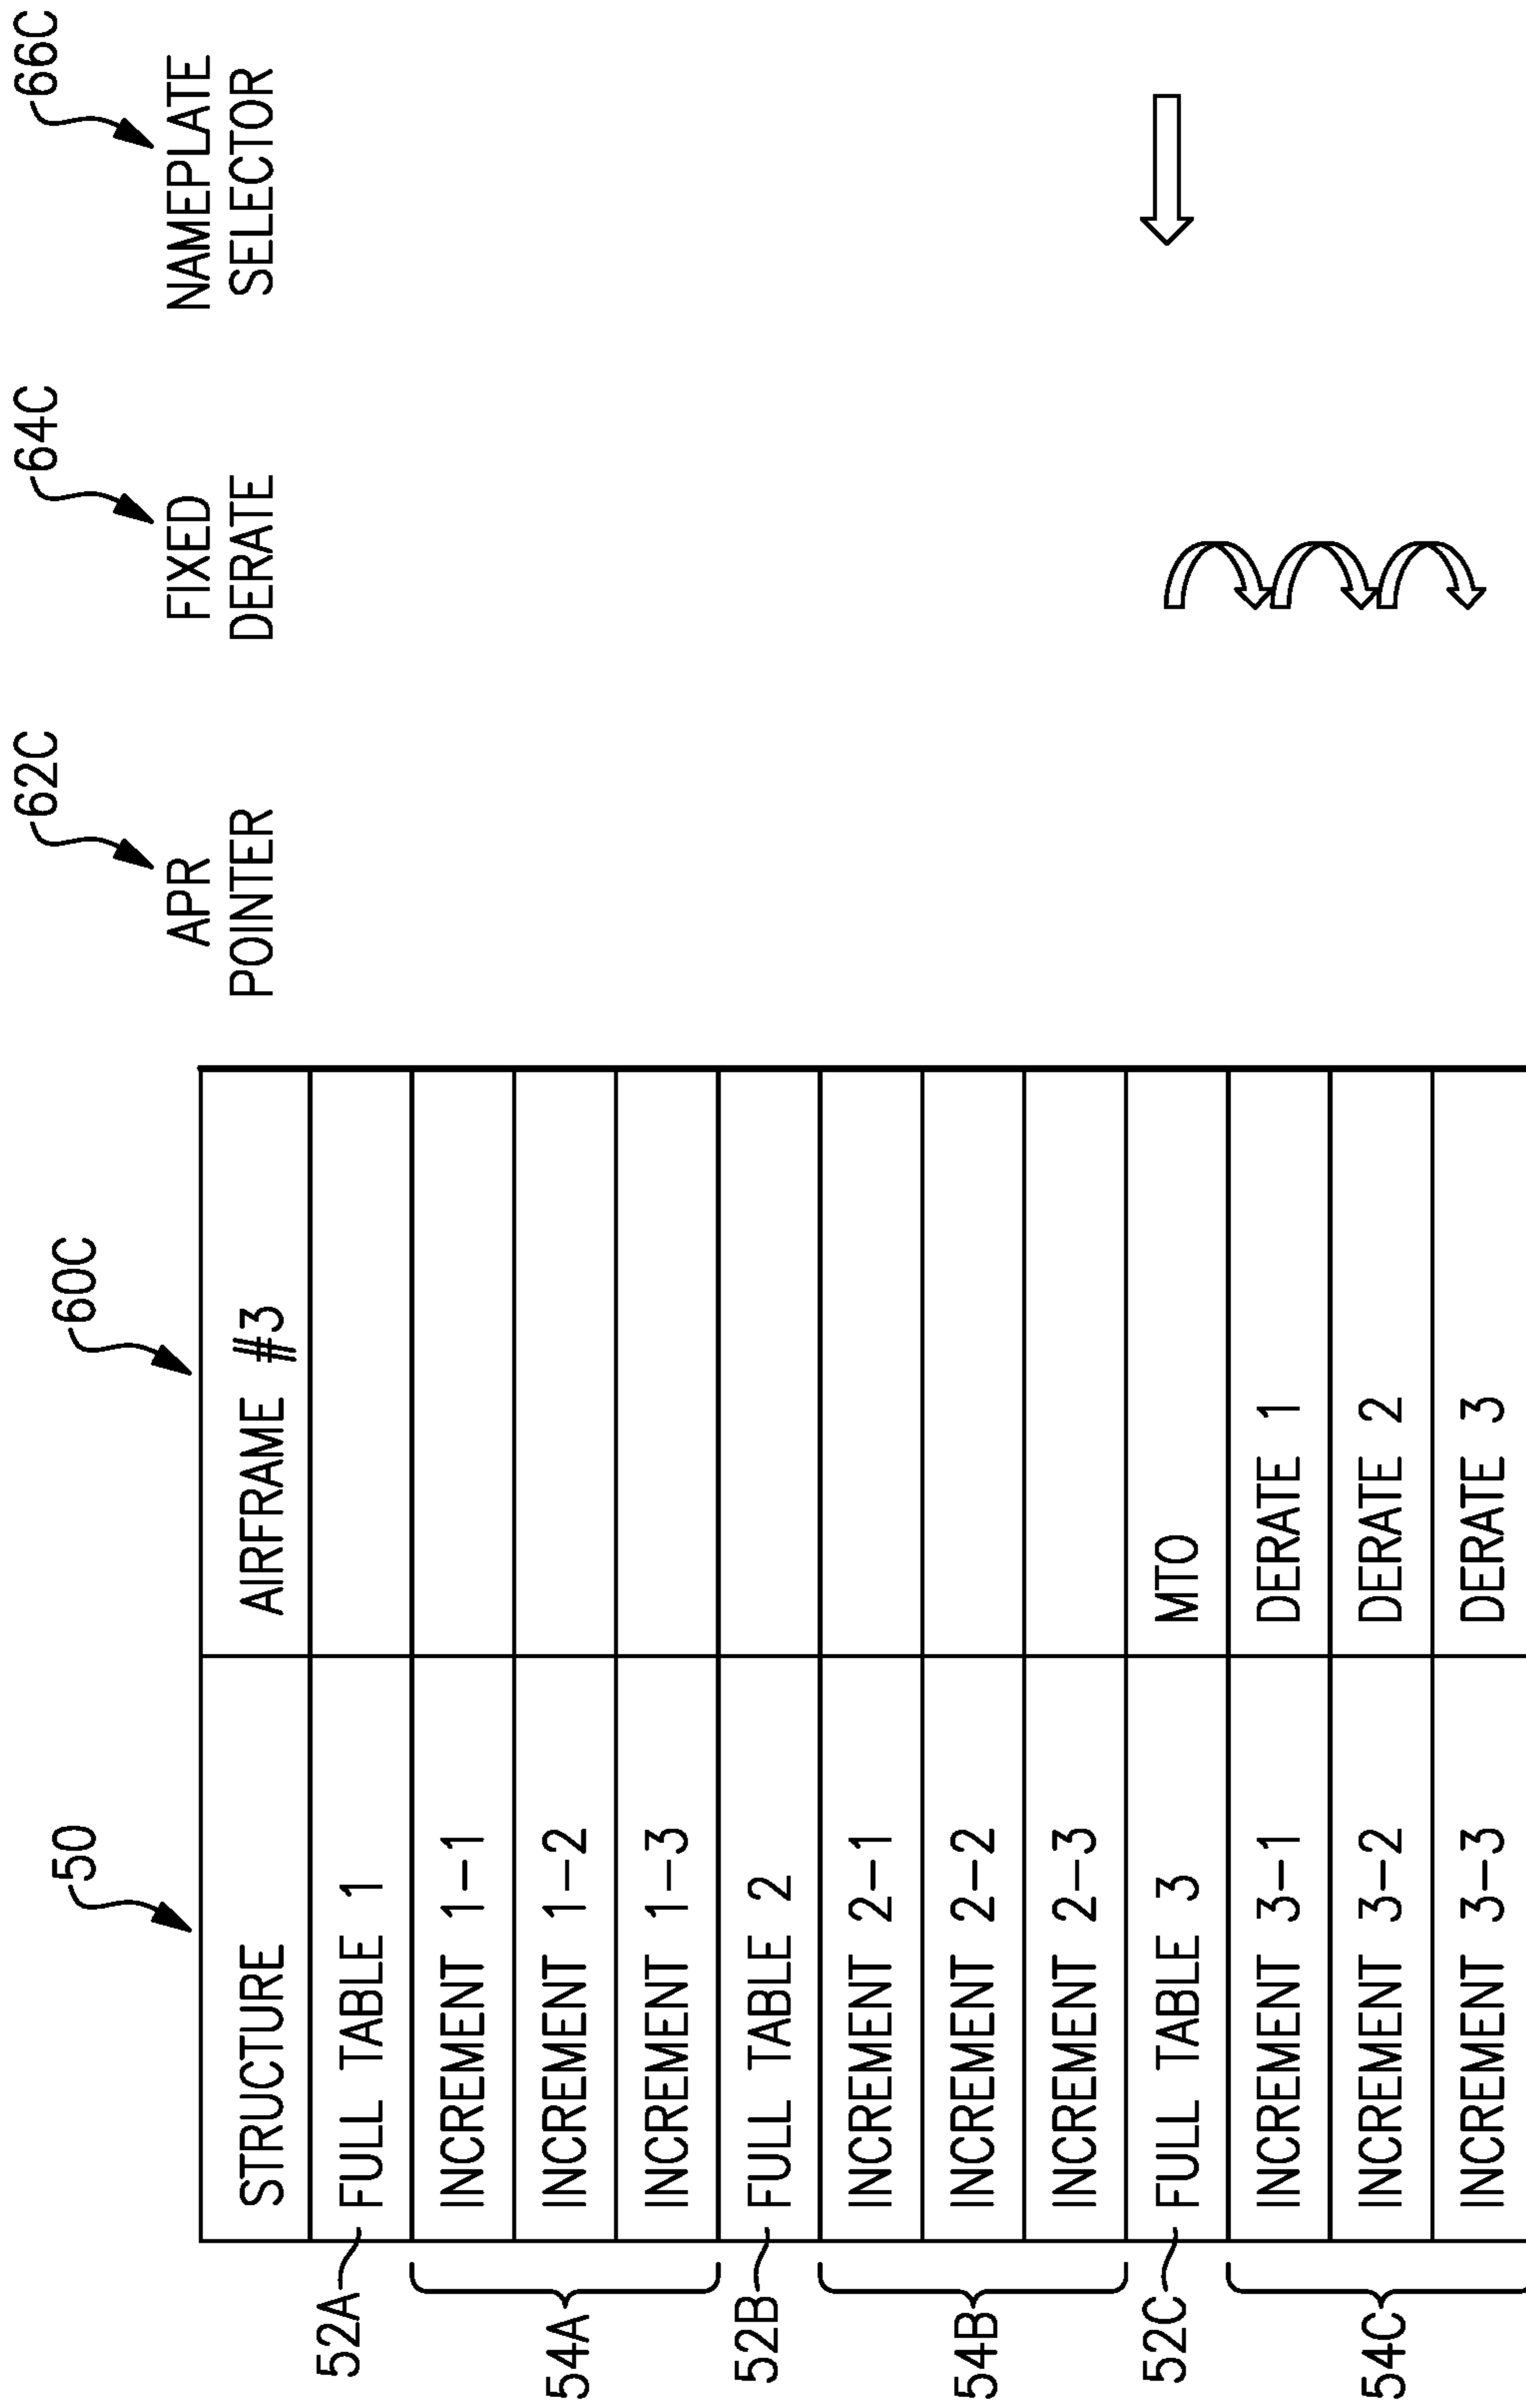 50
60C
62C
64C
66C
APR
POINTER
FIXED
DERATE
NAMEPLATE
SELECTOR
STRUCTURE
AIRFRAME #3
52A
FULL TABLE 1
54A
INCREMENT 1-1
INCREMENT 1-2
INCREMENT 1-3
52B
FULL TABLE 2
54B
INCREMENT 2-1
INCREMENT 2-2
INCREMENT 2-3
52C
FULL TABLE 3
MTO
54C
INCREMENT 3-1
DERATE 1
INCREMENT 3-2
DERATE 2
INCREMENT 3-3
DERATE 3